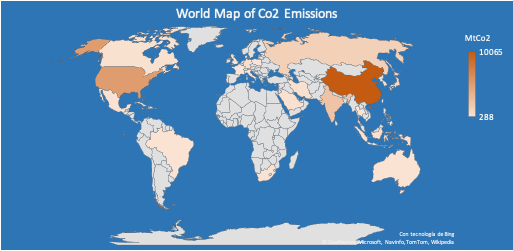 World Map of Co2 Emissions
MtCo2
10065
288
Con tecnología de Bing
Microsoft, Navinfo, TomTom, Wikipedia